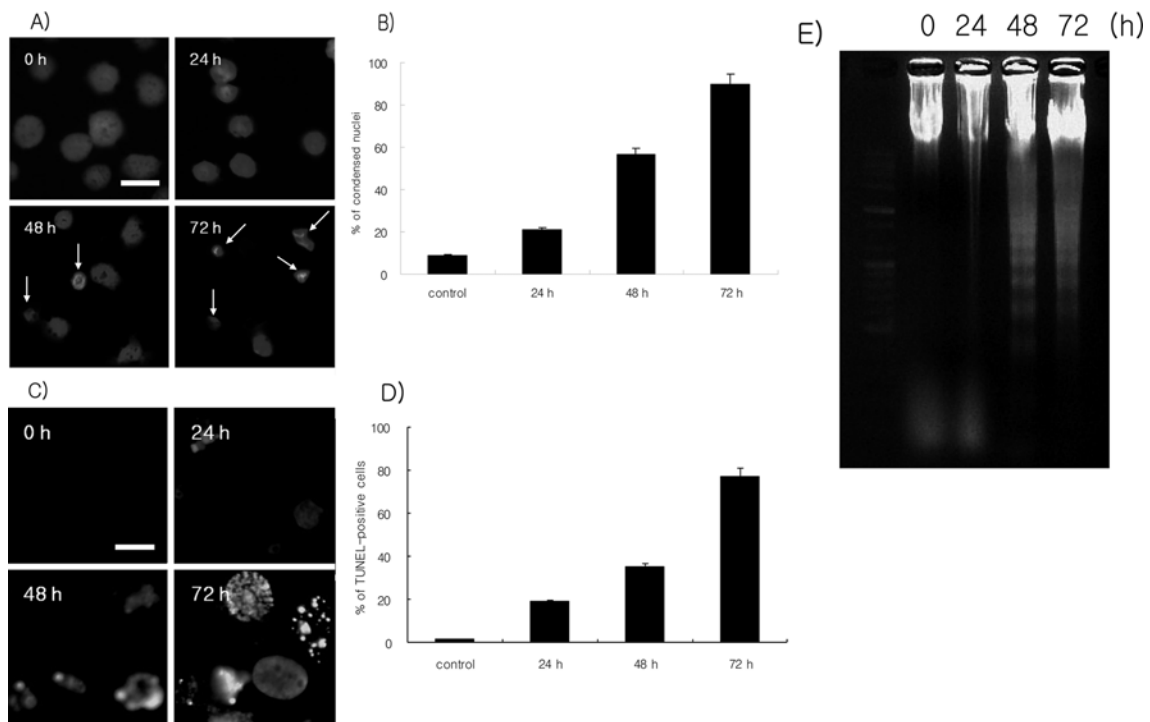 A)
0 h
24 h
48 h
72 h
B)
% of condensed nuclei
100
80
60
40
20
0
control
24 h
48 h
72 h
C)
0 h
24 h
48 h
72 h
D)
% of TUNEL-positive cells
100
80
60
40
20
0
control
24 h
48 h
72 h
E)
0 24 48 72 (h)